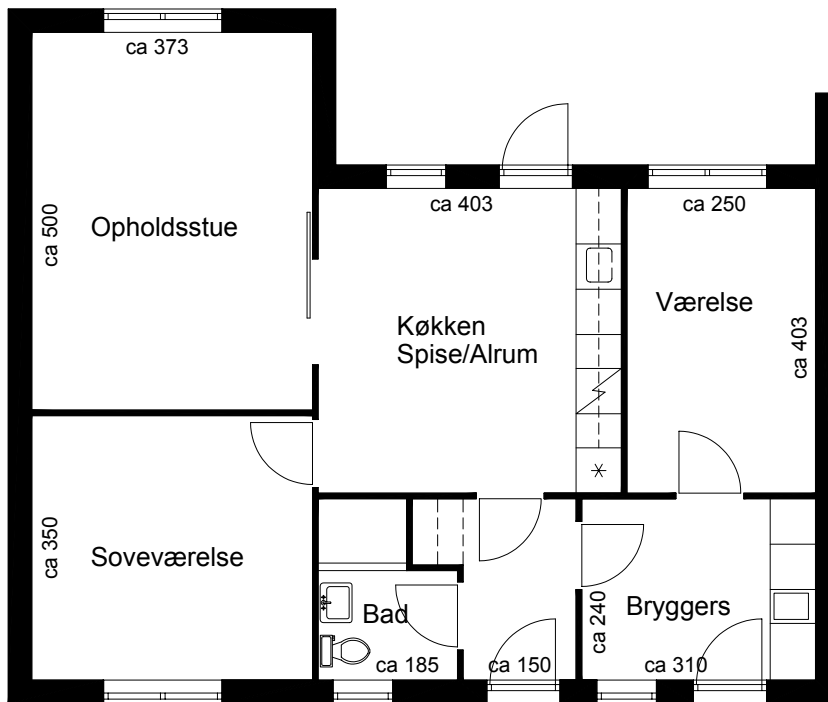 ca 373
ca 500
Opholdsstue
ca 403
Køkken
Spise/Alrum
ca 250
Værelse
ca 403
ca 350
Soveværelse
Bad
ca 185
ca 150
ca 240
Bryggers
ca 310